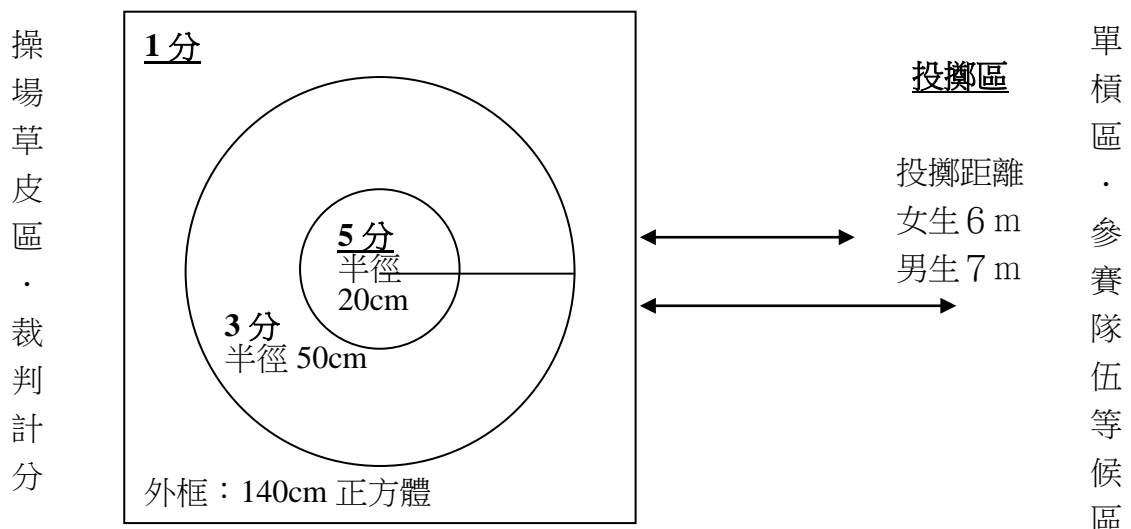 操場草皮區．裁判計分
1 分
5 分
半徑
20cm
3 分
半徑 50cm
外框：140cm 正方體
投擲區
投擲距離
女生６ｍ
男生７ｍ
單槓區．參賽隊伍等候區